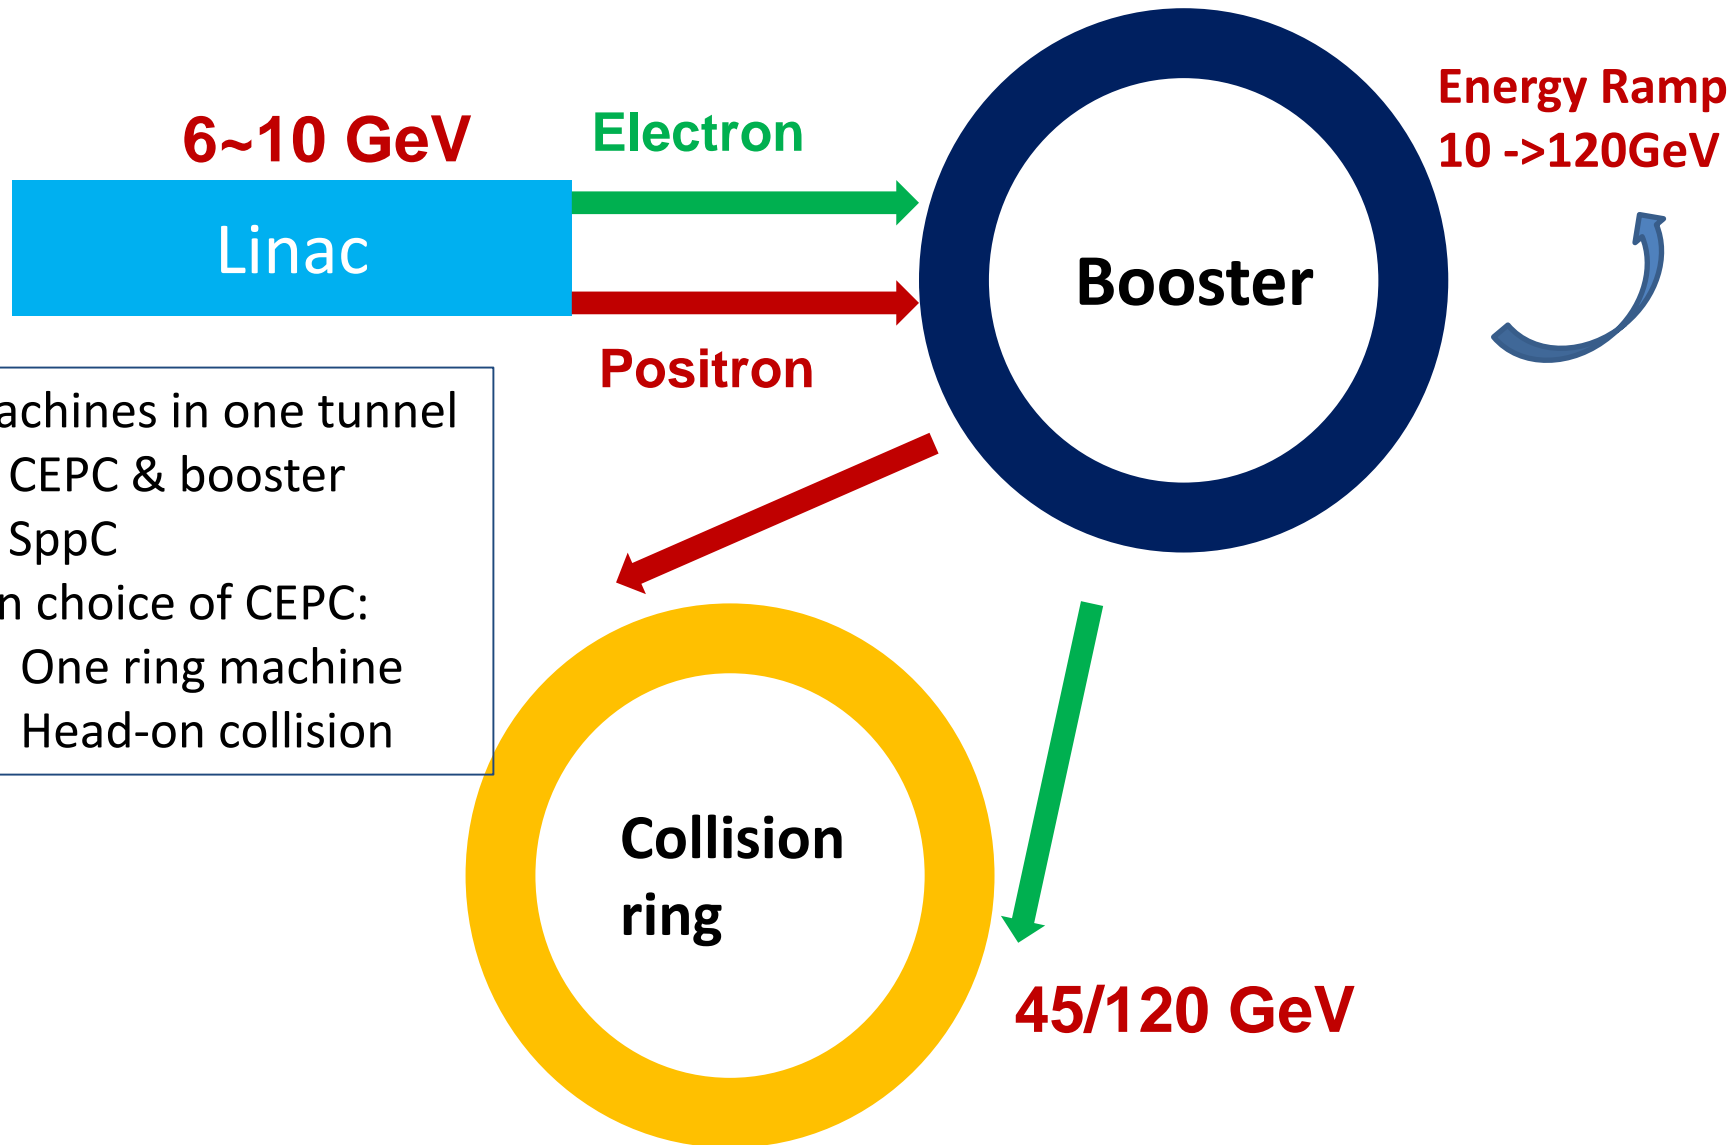 6~10 GeV
Electron
Energy Ramp
10 ->120GeV
Linac
Booster
Positron
achines in one tunnel
CEPC & booster
SppC
n choice of CEPC:
One ring machine
Head-on collision
Collision
ring
45/120 GeV